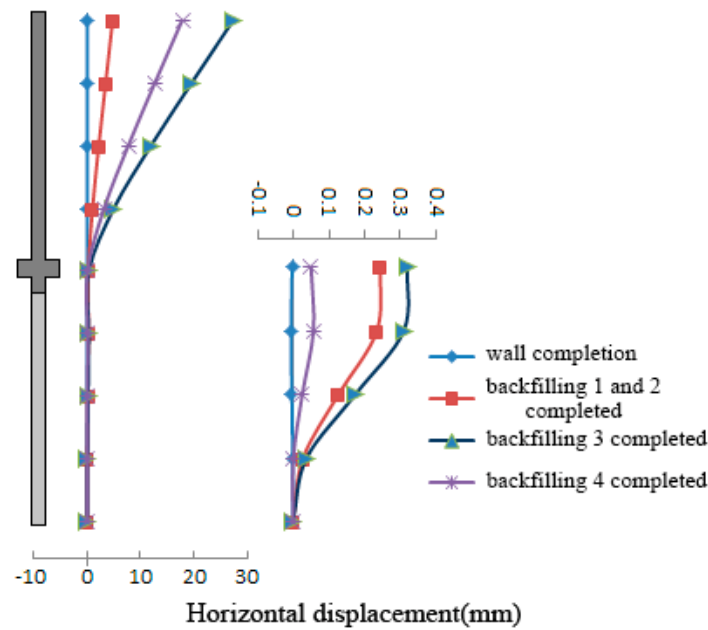 -0.1 0 0.1 0.2 0.3 0.4
wall completion
backfilling 1 and 2
completed
backfilling 3 completed
backfilling 4 completed
-10 0 10 20 30
Horizontal displacement(mm)